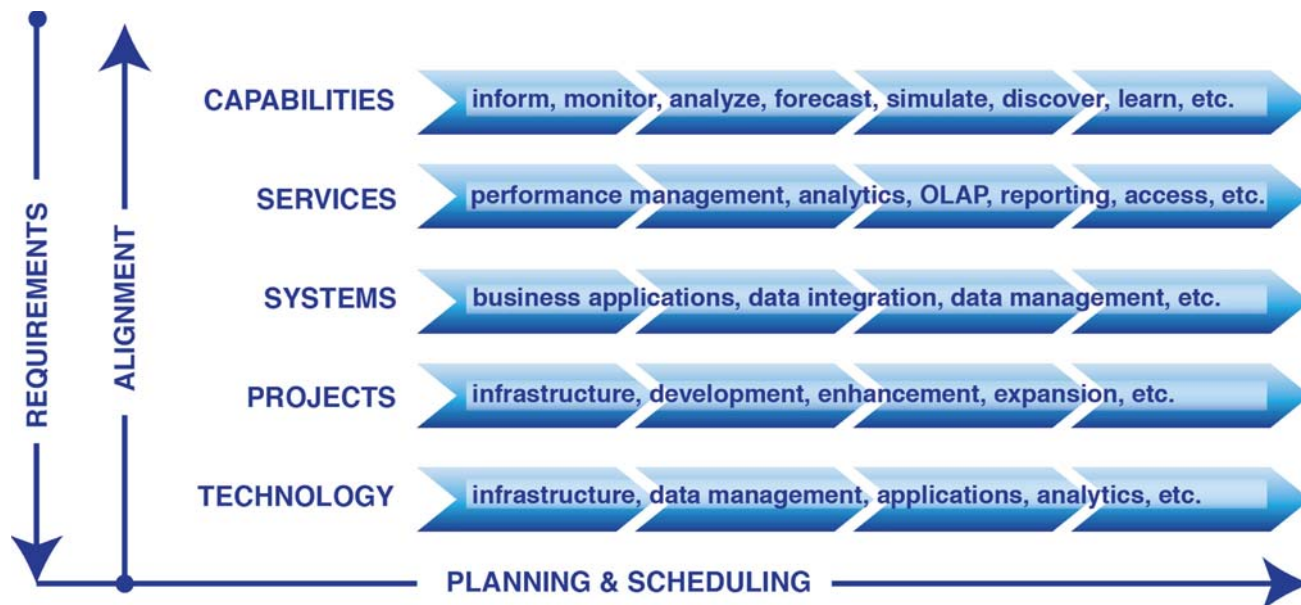 REQUIREMENTS
ALIGNMENT
CAPABILITIES
inform, monitor, analyze, forecast, simulate, discover, learn, etc.
SERVICES
performance management, analytics, OLAP, reporting, access, etc.
SYSTEMS
business applications, data integration, data management, etc.
PROJECTS
infrastructure, development, enhancement, expansion, etc.
TECHNOLOGY
infrastructure, data management, applications, analytics, etc.
PLANNING & SCHEDULING